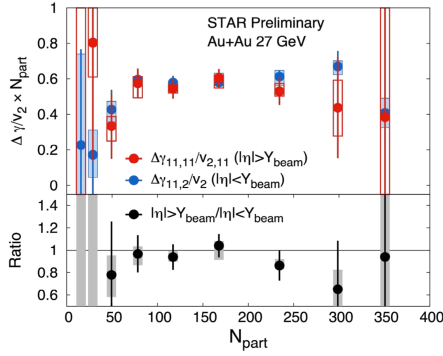 STAR Preliminary
Au+Au 27 GeV
Δ γ/v₂ × N_part
1
0.8
0.6
0.4
0.2
0
Δγ₁₁,₁₁/v₂,₁₁ (|η|>Y_beam)
Δγ₁₁,₂/v₂ (|η|<Y_beam)
|η|>Y_beam/|η|<Y_beam
Ratio
1.4
1.2
1
0.8
0.6
0 50 100 150 200 250 300 350 400
N_part